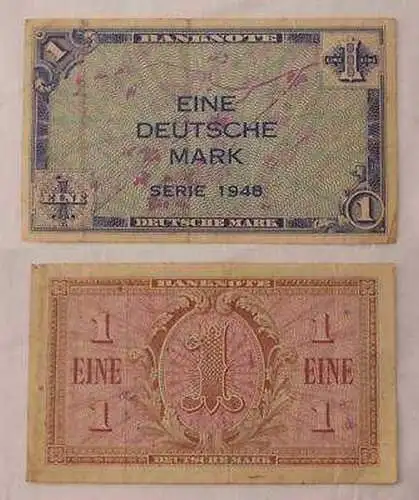 BANKNOTE
1 1
EINE
DEUTSCHE
MARK
SERIE 1948
EINE 1
DEUTSCHE MARK
BANKNOTE
1 1
EINE 1 EINE
1 1
DEUTSCHE MARK